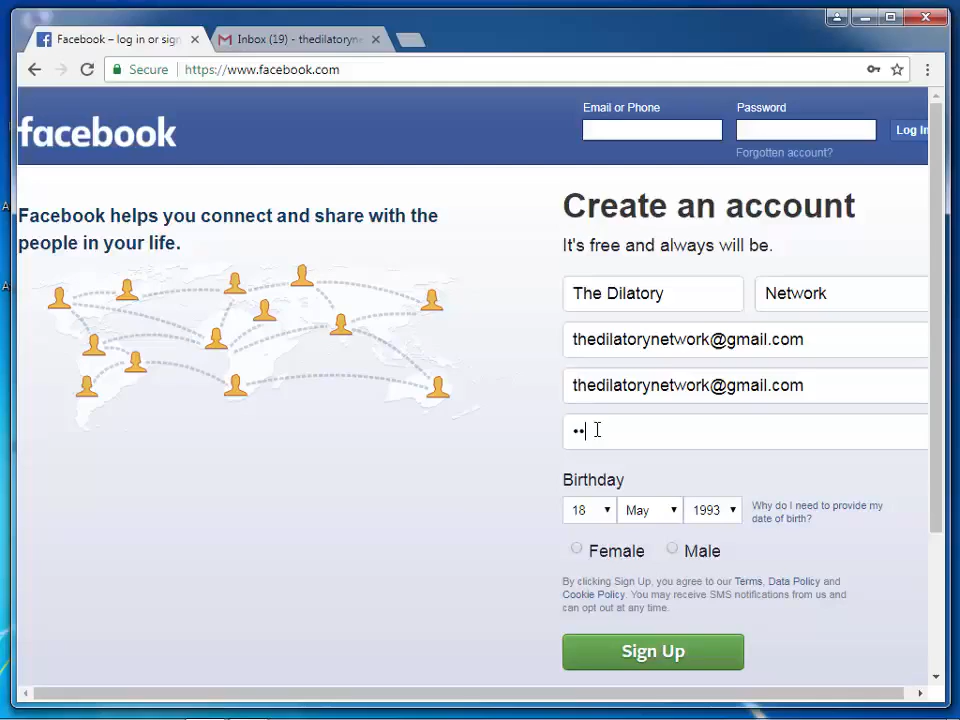 Facebook – log in or sign
Inbox (19) - thedilatoryne
Secure
https://www.facebook.com
facebook
Email or Phone
Password
Log In
Forgotten account?
Facebook helps you connect and share with the
people in your life.
Create an account
It's free and always will be.
The Dilatory
Network
thedilatorynetwork@gmail.com
thedilatorynetwork@gmail.com
••
Birthday
18
May
1993
Why do I need to provide my
date of birth?
Female
Male
By clicking Sign Up, you agree to our Terms, Data Policy and
Cookie Policy. You may receive SMS notifications from us and
can opt out at any time.
Sign Up